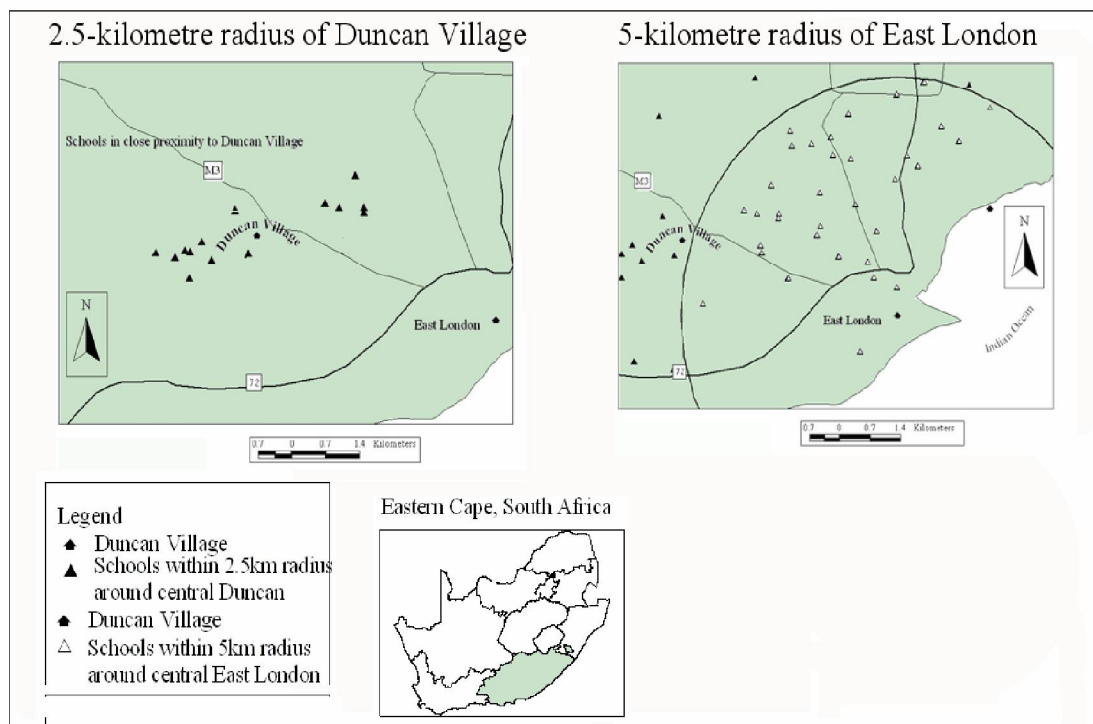 2.5-kilometre radius of Duncan Village
5-kilometre radius of East London
Schools in close proximity to Duncan Village
M3
Duncan Village
N
East London
72
0.7 0 0.7 1.4 Kilometers
M3
Duncan Village
N
East London
Indian Ocean
72
0.7 0 0.7 1.4 Kilometers
Legend
Duncan Village
Schools within 2.5km radius
around central Duncan
Duncan Village
Schools within 5km radius
around central East London
Eastern Cape, South Africa